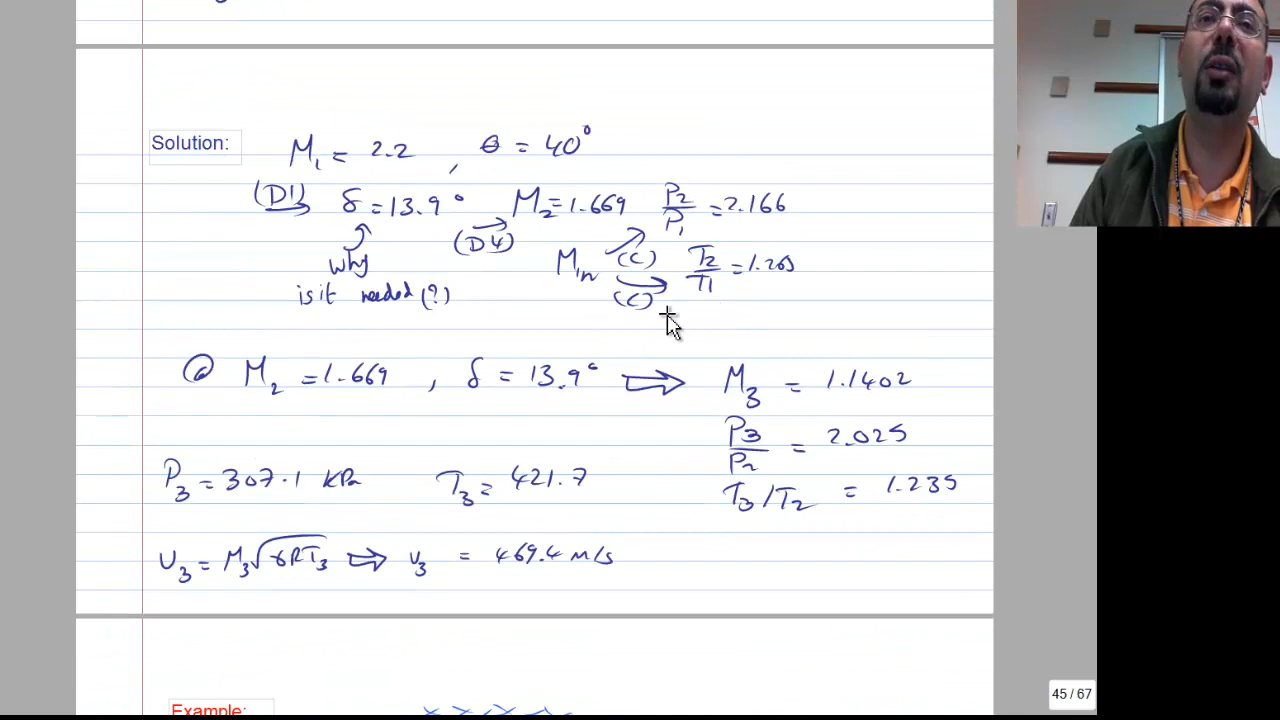 Solution:
M₁ = 2.2 , θ = 40°
(D1) δ = 13.9° M₂ = 1.669 P₂/P₁ = 2.166
(D4)
why
is it needed (?)
M₁ₙ (C) T₂/T1 = 1.265
(C)
@ M₂ = 1.669 , δ = 13.9° ⇒ M₃ = 1.1402
P3/P₂ = 2.025
T₃/T₂ = 1.235
P₃ = 307.1 KPa T₃ = 421.7
U₃ = M₃√γRT₃ ⇒ U₃ = 469.4 m/s
Example:
45 / 67